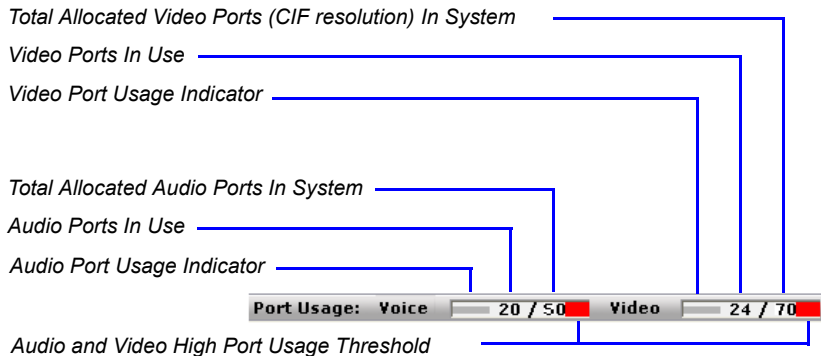 Total Allocated Video Ports (CIF resolution) In System
Video Ports In Use
Video Port Usage Indicator
Total Allocated Audio Ports In System
Audio Ports In Use
Audio Port Usage Indicator
Port Usage: Voice 20 / 50 Video 24 / 70
Audio and Video High Port Usage Threshold